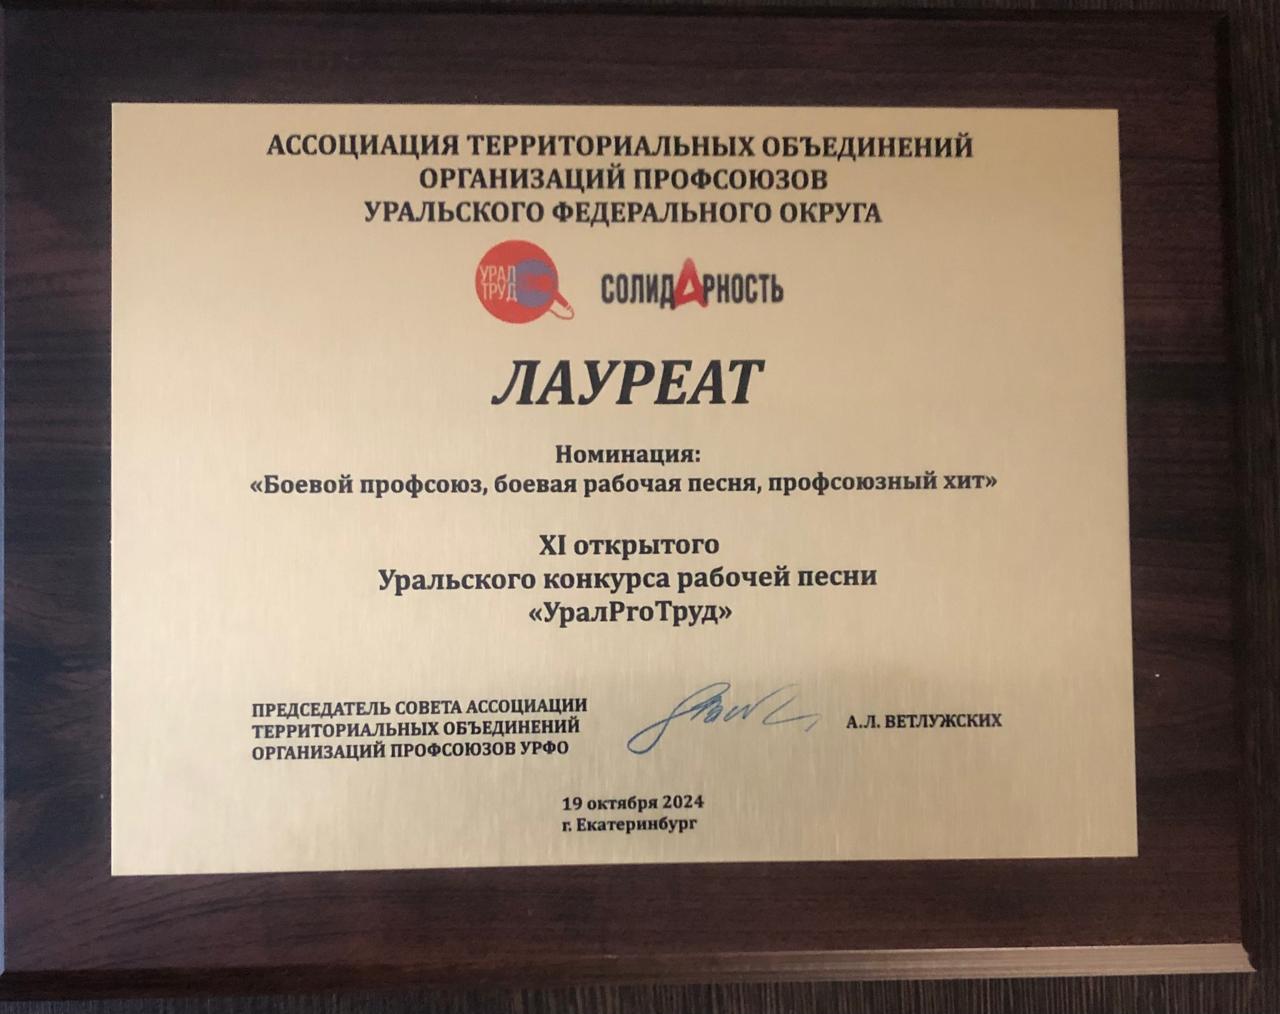 АССОЦИАЦИЯ ТЕРРИТОРИАЛЬНЫХ ОБЪЕДИНЕНИЙ
ОРГАНИЗАЦИЙ ПРОФСОЮЗОВ
УРАЛЬСКОГО ФЕДЕРАЛЬНОГО ОКРУГА
УРАЛ
ТРУД
СОЛИДАРНОСТЬ
ЛАУРЕАТ
Номинация:
«Боевой профсоюз, боевая рабочая песня, профсоюзный хит»
XI открытого
Уральского конкурса рабочей песни
«УралProТруд»
ПРЕДСЕДАТЕЛЬ СОВЕТА АССОЦИАЦИИ
ТЕРРИТОРИАЛЬНЫХ ОБЪЕДИНЕНИЙ
ОРГАНИЗАЦИЙ ПРОФСОЮЗОВ УРФО
А.Л. ВЕТЛУЖСКИХ
19 октября 2024
г. Екатеринбург